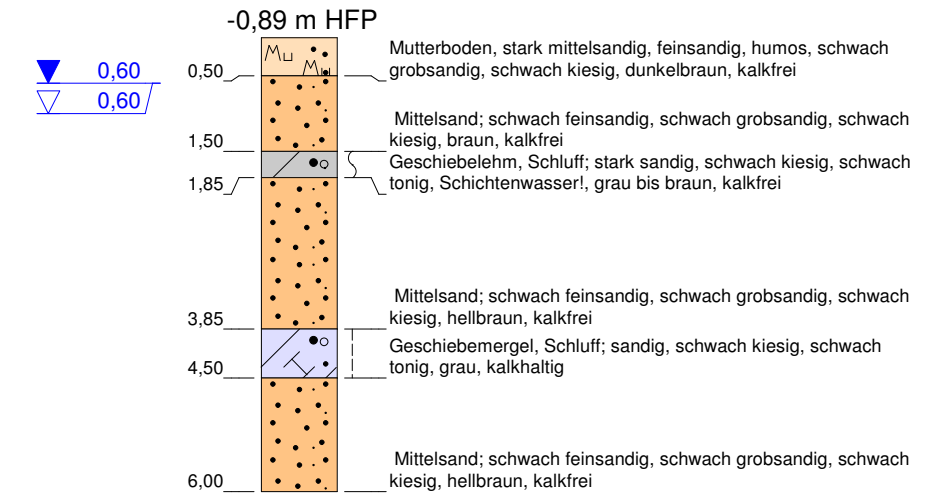 -0,89 m HFP
Mutterboden, stark mittelsandig, feinsandig, humos, schwach
grobsandig, schwach kiesig, dunkelbraun, kalkfrei
Mu
Mu
0,60
0,60
0,50
Mittelsand; schwach feinsandig, schwach grobsandig, schwach
kiesig, braun, kalkfrei
1,50
Geschiebelehm, Schluff; stark sandig, schwach kiesig, schwach
tonig, Schichtenwasser!, grau bis braun, kalkfrei
1,85
Mittelsand; schwach feinsandig, schwach grobsandig, schwach
kiesig, hellbraun, kalkfrei
3,85
Geschiebemergel, Schluff; sandig, schwach kiesig, schwach
tonig, grau, kalkhaltig
4,50
Mittelsand; schwach feinsandig, schwach grobsandig, schwach
kiesig, hellbraun, kalkfrei
6,00